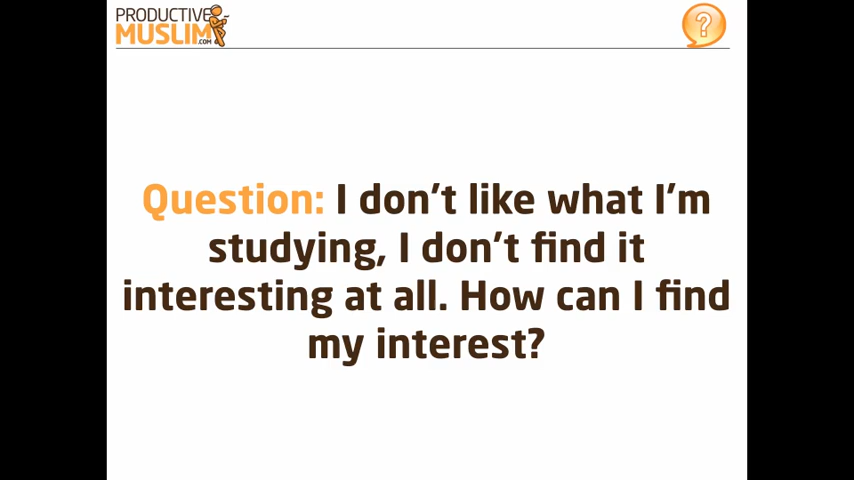 PRODUCTIVE
MUSLIM.COM
?
Question: I don't like what I'm
studying, I don't find it
interesting at all. How can I find
my interest?